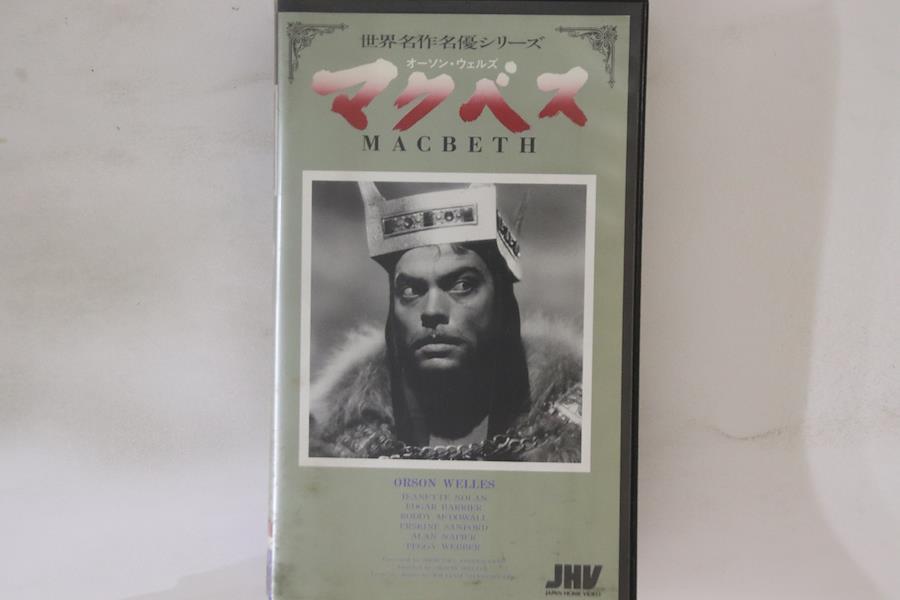 世界名作名優シリーズ
オーソン・ウェルズ
マクベス
MACBETH
ORSON WELLES
JEANETTE NOLAN
EDGAR BARRIER
RODDY McDOWALL
ERSKINE SANFORD
ALAN NAPIER
PEGGY WEBBER
JHV
JAPAN HOME VIDEO